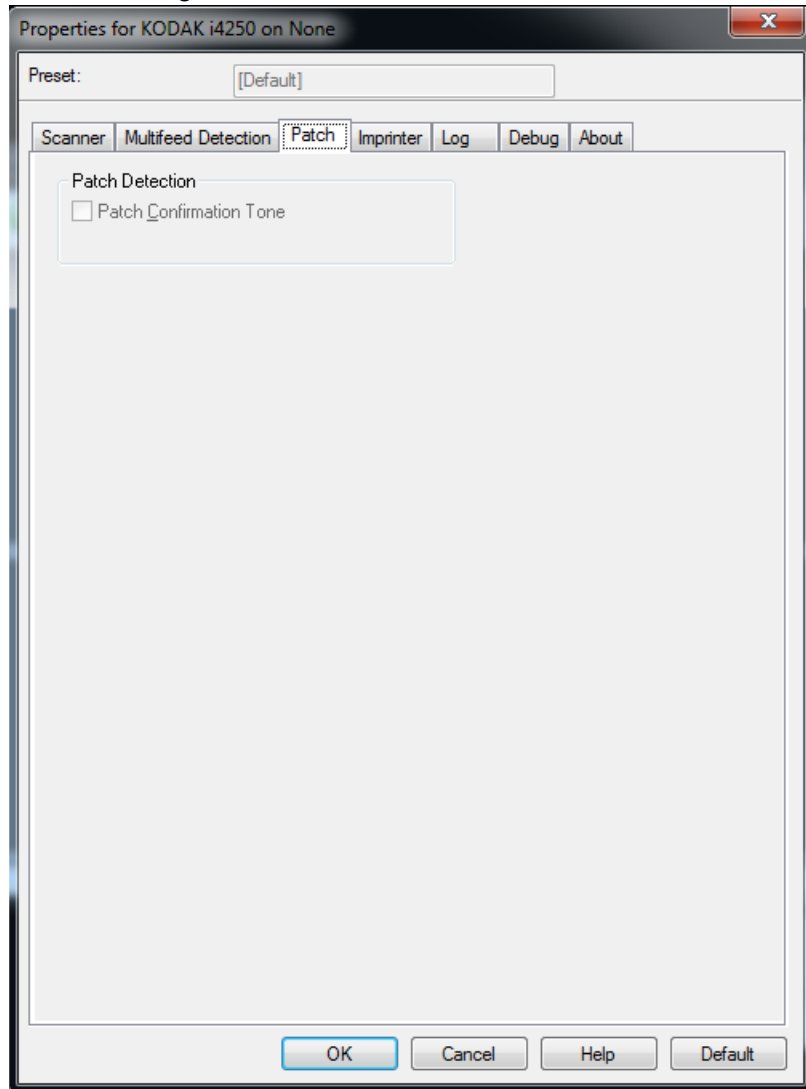 Properties for KODAK i4250 on None
Preset: [Default]
Scanner Multifeed Detection Patch Imprinter Log Debug About
Patch Detection
Patch Confirmation Tone
OK Cancel Help Default